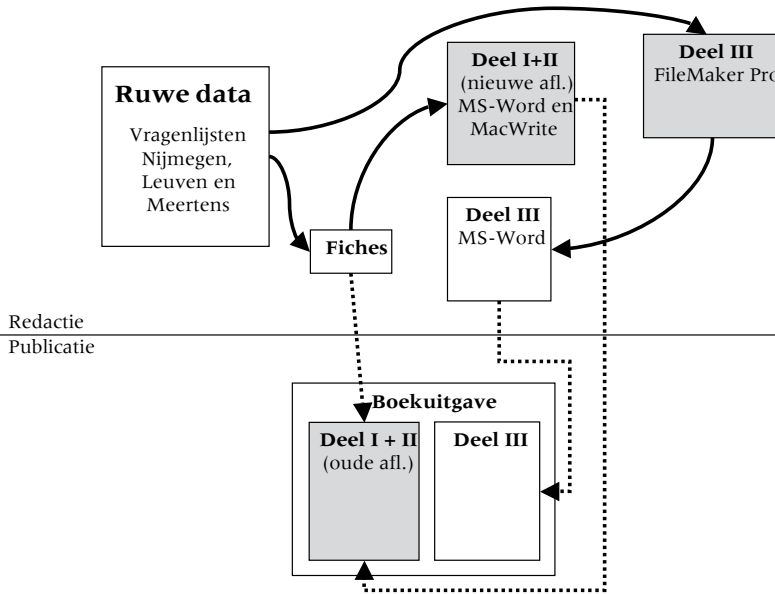 Ruwe data
Vragenlijsten
Nijmegen,
Leuven en
Meertens
Fiches
Deel I+II
(nieuwe afl.)
MS-Word en
MacWrite
Deel III
FileMaker Pro
Deel III
MS-Word
Redactie
Publicatie
Boekuitgave
Deel I + II
(oude afl.)
Deel III